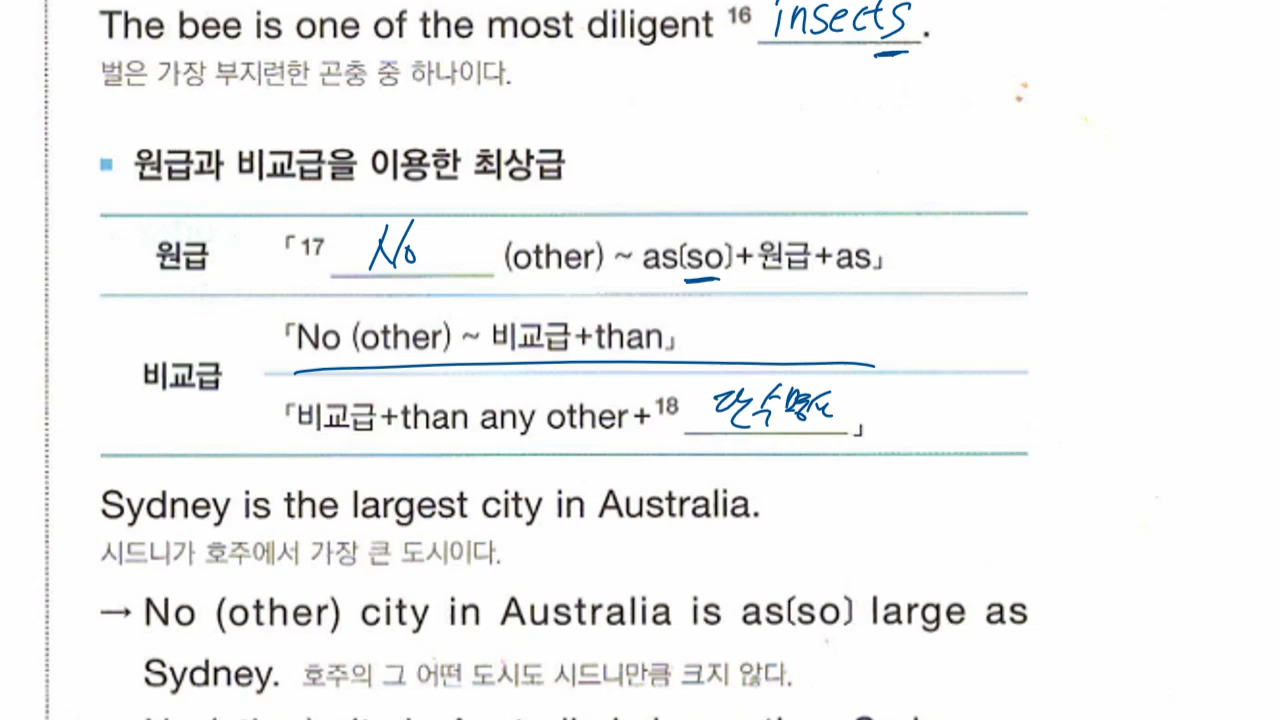 The bee is one of the most diligent 16 insects.
벌은 가장 부지런한 곤충 중 하나이다.
■ 원급과 비교급을 이용한 최상급
원급 「17 No (other) ~ as(so)+원급+as」
「No (other) ~ 비교급+than」
비교급
「비교급+than any other+18 단수명사」
Sydney is the largest city in Australia.
시드니가 호주에서 가장 큰 도시이다.
→ No (other) city in Australia is as(so) large as
Sydney. 호주의 그 어떤 도시도 시드니만큼 크지 않다.